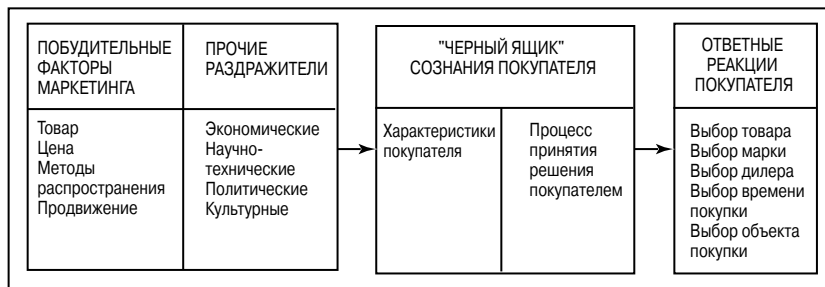 ПОБУДИТЕЛЬНЫЕ
ФАКТОРЫ
МАРКЕТИНГА
ПРОЧИЕ
РАЗДРАЖИТЕЛИ
"ЧЕРНЫЙ ЯЩИК"
СОЗНАНИЯ ПОКУПАТЕЛЯ
ОТВЕТНЫЕ
РЕАКЦИИ
ПОКУПАТЕЛЯ
Товар
Цена
Методы
распространения
Продвижение
Экономические
Научно-
технические
Политические
Культурные
Характеристики
покупателя
Процесс
принятия
решения
покупателем
Выбор товара
Выбор марки
Выбор дилера
Выбор времени
покупки
Выбор объекта
покупки